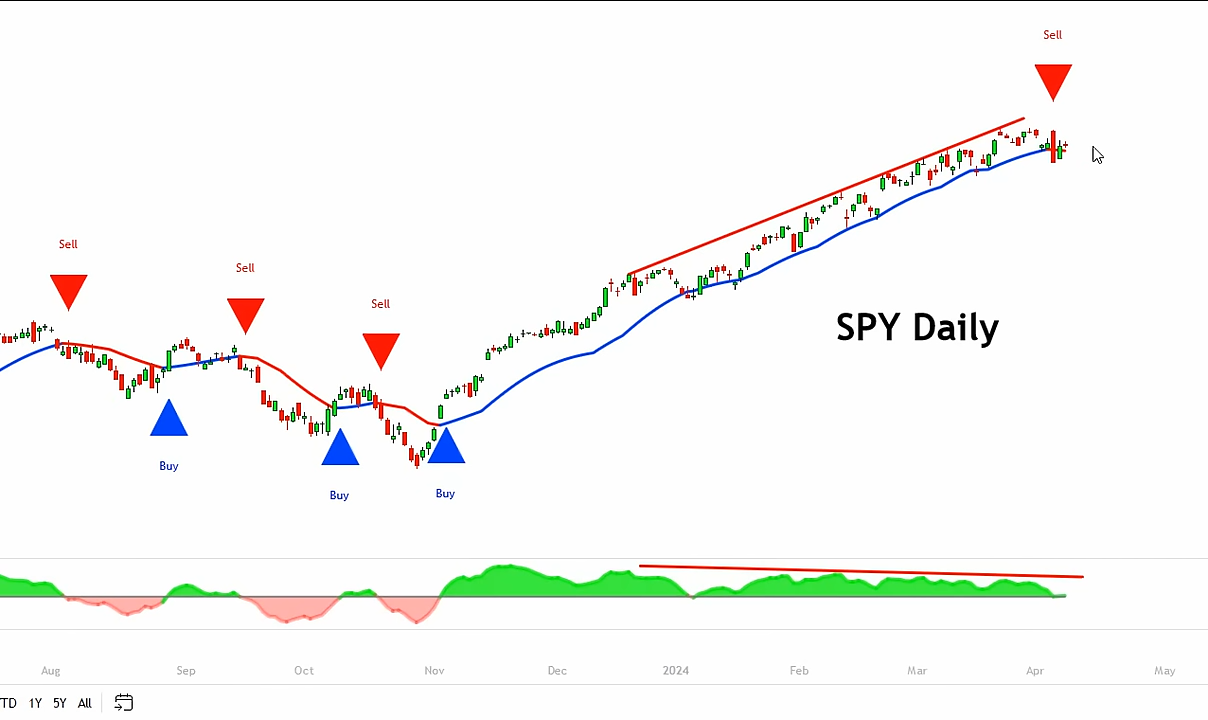 Sell
Sell
Sell
Sell
SPY Daily
Buy
Buy
Buy
Aug Sep Oct Nov Dec 2024 Feb Mar Apr May
TD 1Y 5Y All